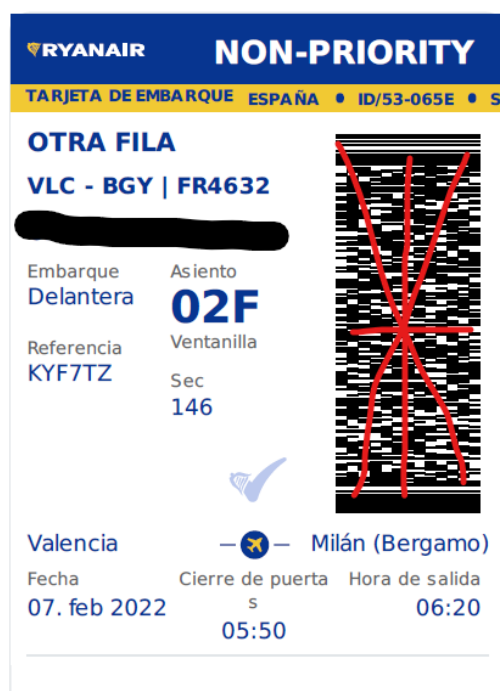 RYANAIR NON-PRIORITY
TARJETA DE EMBARQUE ESPAÑA • ID/53-065E • S
OTRA FILA
VLC - BGY | FR4632
Embarque Asiento
Delantera 02F
Ventanilla
Referencia
KYF7TZ
Sec
146
Valencia Milán (Bergamo)
Fecha Cierre de puerta Hora de salida
s
07. feb 2022 05:50 06:20